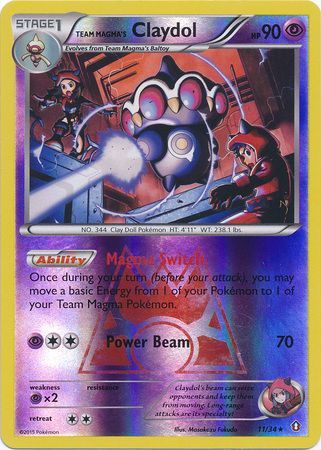 STAGE1
TEAM MAGMA'S Claydol HP 90
Evolves from Team Magma's Baltoy
NO. 344 Clay Doll Pokémon HT: 4'11" WT: 238.1 lbs.
Ability Magma Switch
Once during your turn (before your attack), you may
move a basic Energy from 1 of your Pokémon to 1 of
your Team Magma Pokémon.
Power Beam 70
weakness resistance
×2
retreat
Claydol's beam can seize
opponents and keep them
from moving. Long-range
attacks are its specialty!
©2015 Pokémon Illus. Masakazu Fukuda 11/34